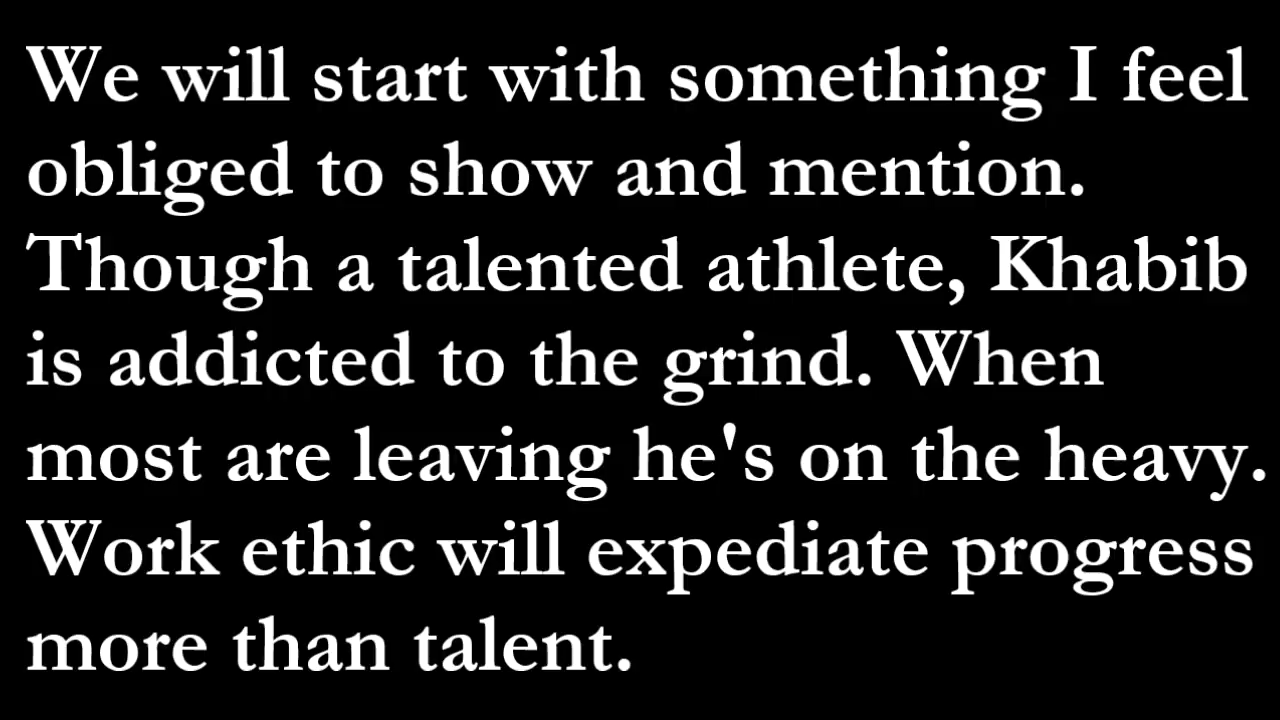 We will start with something I feel
obliged to show and mention.
Though a talented athlete, Khabib
is addicted to the grind. When
most are leaving he's on the heavy.
Work ethic will expediate progress
more than talent.